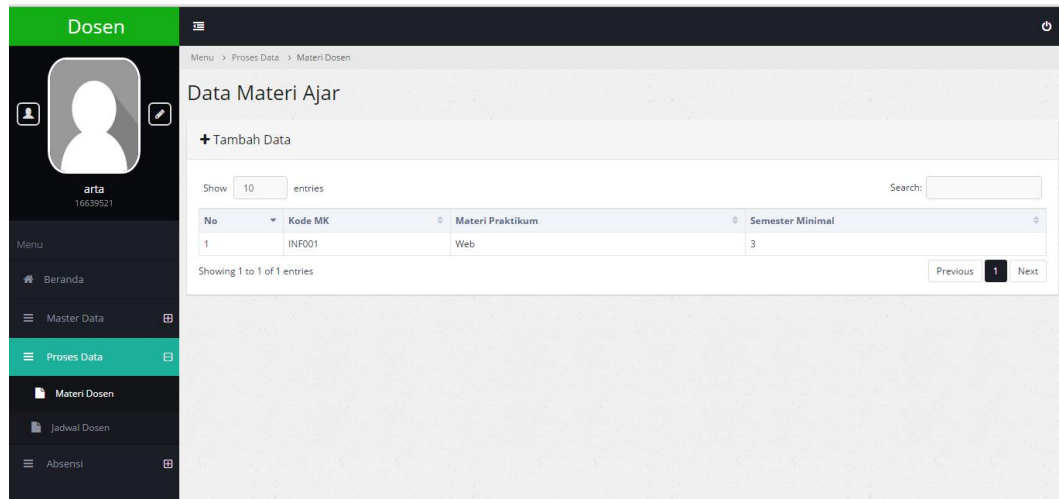 Dosen
Menu > Proses Data > Materi Dosen
Data Materi Ajar
arta
16639521
Tambah Data
Show 10 entries
Search:
No Kode MK Materi Praktikum Semester Minimal
1 INF001 Web 3
Showing 1 to 1 of 1 entries
Previous 1 Next
Menu
Beranda
Master Data
Proses Data
Materi Dosen
Jadwal Dosen
Absensi